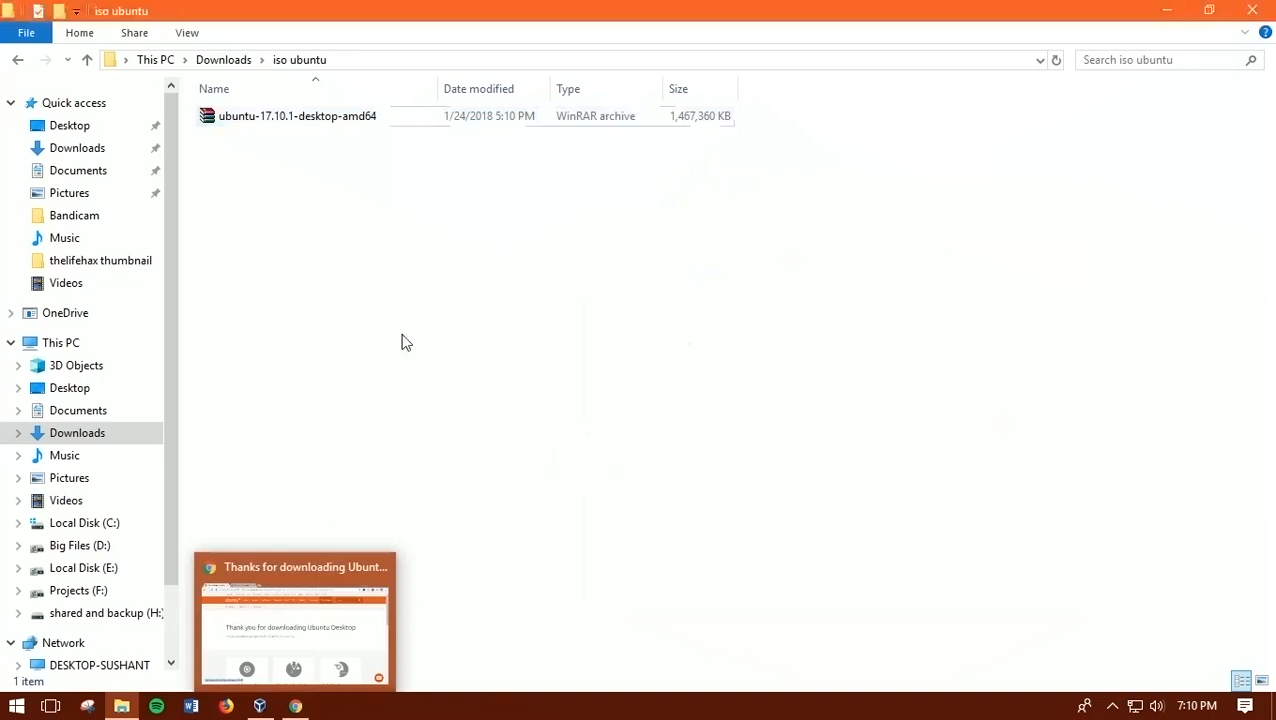 iso ubuntu
File Home Share View
This PC Downloads iso ubuntu
Search iso ubuntu
Name Date modified Type Size
ubuntu-17.10.1-desktop-amd64 1/24/2018 5:10 PM WinRAR archive 1,467,360 KB
Quick access
Desktop
Downloads
Documents
Pictures
Bandicam
Music
thelifehax thumbnail
Videos
OneDrive
This PC
3D Objects
Desktop
Documents
Downloads
Music
Pictures
Videos
Local Disk (C:)
Big Files (D:)
Local Disk (E:)
Projects (F:)
shared and backup (H:)
Network
DESKTOP-SUSHANT
1 item
Thanks for downloading Ubunt...
Thank you for downloading Ubuntu Desktop
7:10 PM